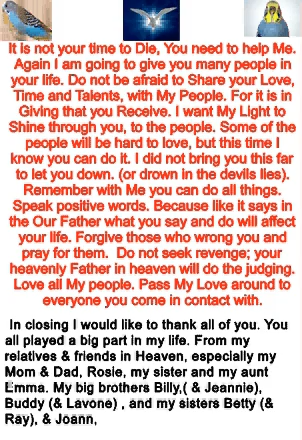 It is not your time to Die, You need to help Me.
Again I am going to give you many people in
your life. Do not be afraid to Share your Love,
Time and Talents, with My People. For it is in
Giving that you Receive. I want My Light to
Shine through you, to the people. Some of the
people will be hard to love, but this time I
know you can do it. I did not bring you this far
to let you down. (or drown in the devils lies).
Remember with Me you can do all things.
Speak positive words. Because like it says in
the Our Father what you say and do will affect
your life. Forgive those who wrong you and
pray for them. Do not seek revenge; your
heavenly Father in heaven will do the judging.
Love all My people. Pass My Love around to
everyone you come in contact with.
In closing I would like to thank all of you. You
all played a big part in my life. From my
relatives & friends in Heaven, especially my
Mom & Dad, Rosie, my sister and my aunt
Emma. My big brothers Billy,( & Jeannie),
Buddy (& Lavone) , and my sisters Betty (&
Ray), & Joann,